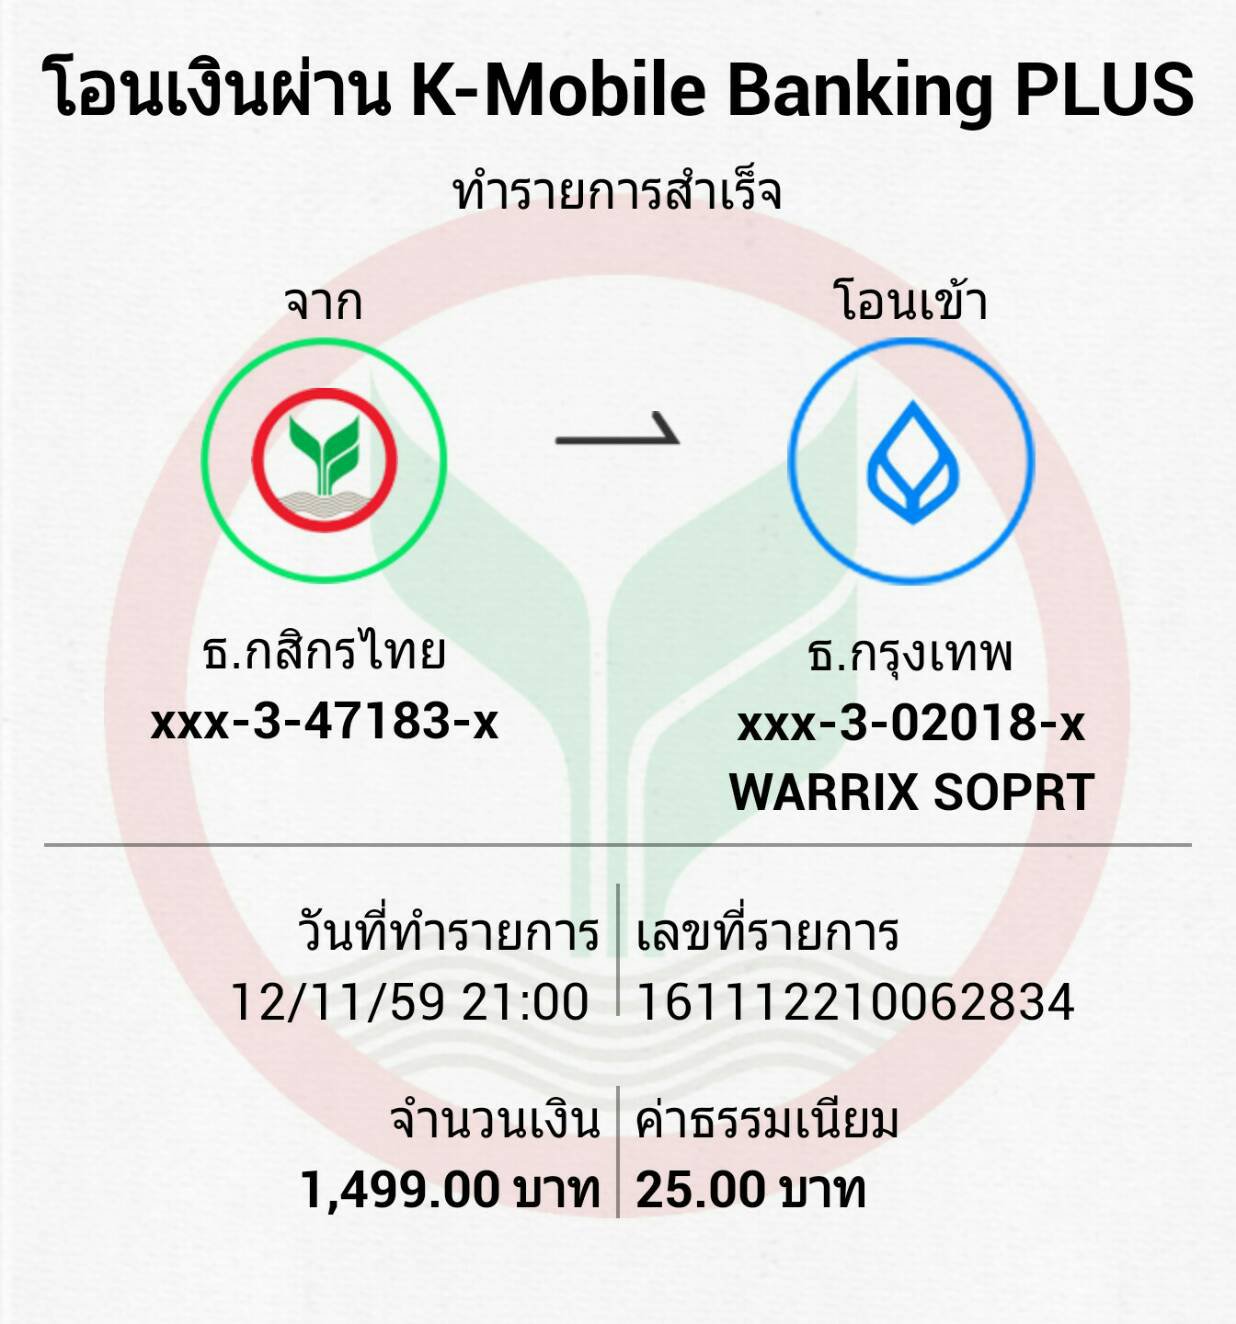 โอนเงินผ่าน K-Mobile Banking PLUS
ทำรายการสำเร็จ
จาก
โอนเข้า
ธ.กสิกรไทย
xxx-3-47183-x
ธ.กรุงเทพ
xxx-3-02018-x
WARRIX SOPRT
วันที่ทำรายการ
12/11/59 21:00
เลขที่รายการ
161112210062834
จำนวนเงิน
1,499.00 บาท
ค่าธรรมเนียม
25.00 บาท